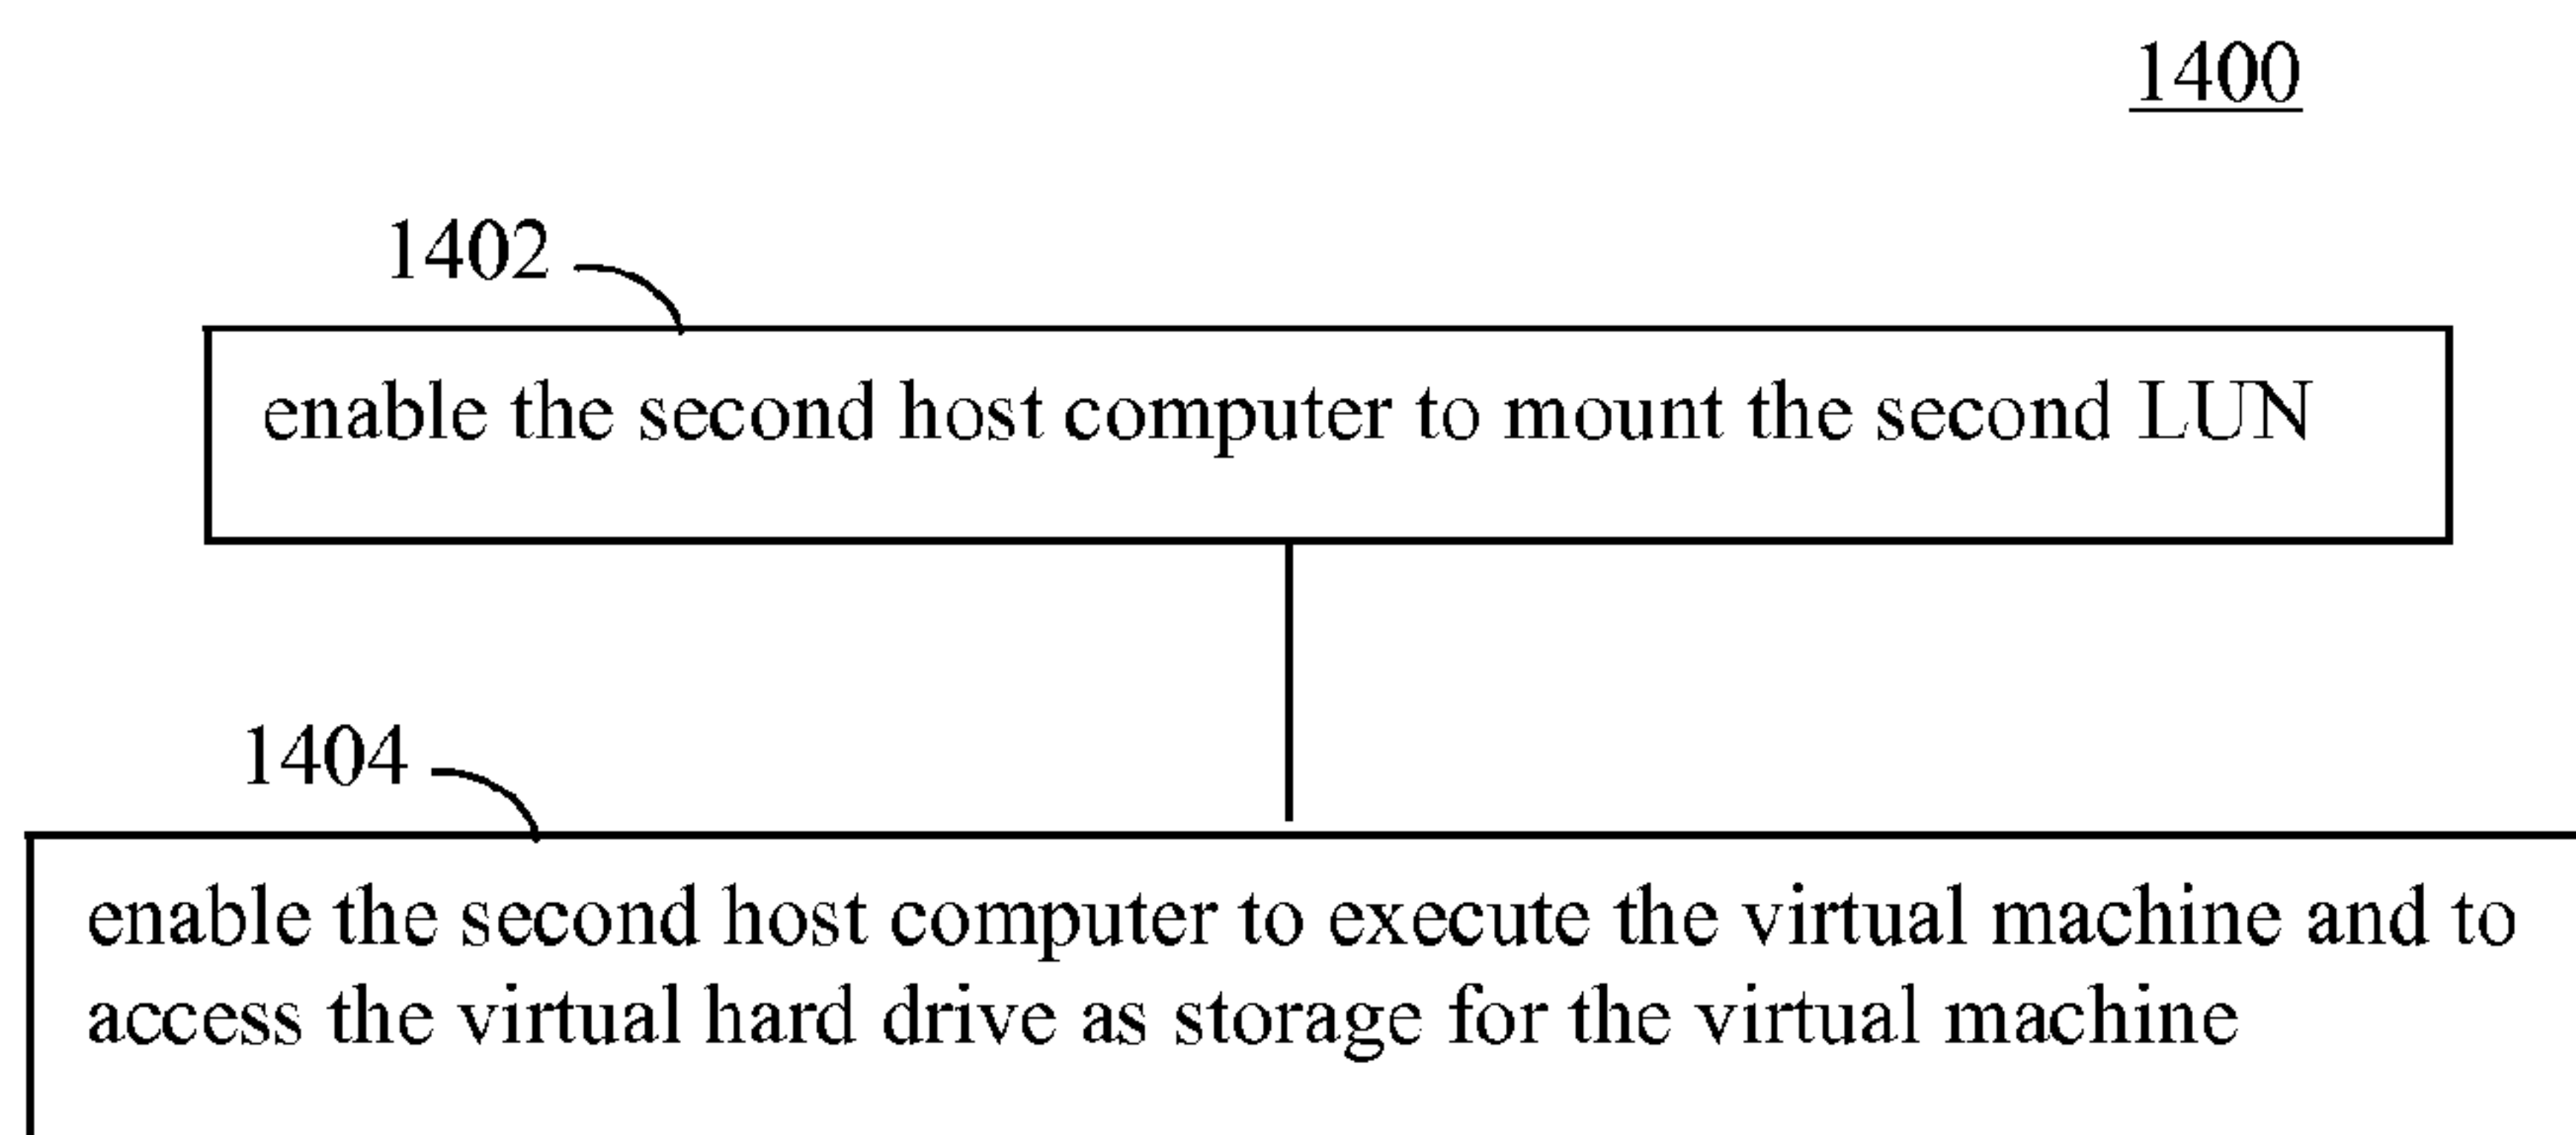 1400
1402
enable the second host computer to mount the second LUN
1404
enable the second host computer to execute the virtual machine and to
access the virtual hard drive as storage for the virtual machine